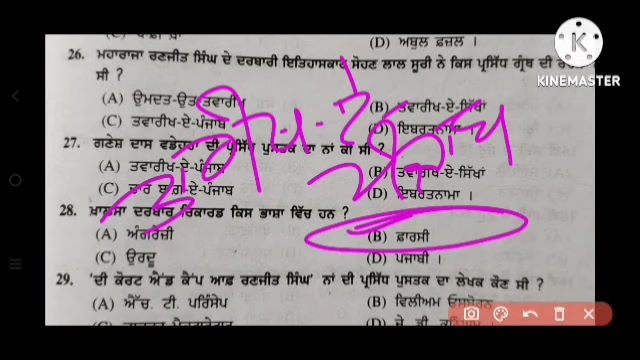 (D) ਅਬੁਲ ਫ਼ਜ਼ਲ।
26. ਮਹਾਰਾਜਾ ਰਣਜੀਤ ਸਿੰਘ ਦੇ ਦਰਬਾਰੀ ਇਤਿਹਾਸਕਾਰ ਸੋਹਣ ਲਾਲ ਸੂਰੀ ਨੇ ਕਿਸ ਪ੍ਰਸਿੱਧ ਗ੍ਰੰਥ ਦੀ
ਸੀ ?
(A) ਉਮਦਤ-ਉਤ-ਤਵਾਰੀਖ (B) ਤਵਾਰੀਖ-ਏ-ਸਿੱਖਾਂ
(C) ਤਵਾਰੀਖ-ਏ-ਪੰਜਾਬ (D) ਇਬਰਤਨਾਮਾ।
27. ਗਣੇਸ਼ ਦਾਸ ਵਡੇਹਰਾ ਦੀ ਪ੍ਰਸਿੱਧ ਪੁਸਤਕ ਦਾ ਨਾਂ ਕੀ ਸੀ ?
(A) ਤਵਾਰੀਖ-ਏ-ਪੰਜਾਬ (B) ਤਵਾਰੀਖ-ਏ-ਸਿੱਖਾਂ
(C) ਚਾਰ ਬਾਗ਼-ਏ-ਪੰਜਾਬ (D) ਇਬਰਤਨਾਮਾ।
28. ਖ਼ਾਲਸਾ ਦਰਬਾਰ ਰਿਕਾਰਡ ਕਿਸ ਭਾਸ਼ਾ ਵਿੱਚ ਹਨ ?
(A) ਅੰਗਰੇਜ਼ੀ (B) ਫ਼ਾਰਸੀ
(C) ਉਰਦੂ (D) ਪੰਜਾਬੀ।
29. 'ਦੀ ਕੋਰਟ ਐਂਡ ਕੈਂਪ ਆਫ਼ ਰਣਜੀਤ ਸਿੰਘ' ਨਾਂ ਦੀ ਪ੍ਰਸਿੱਧ ਪੁਸਤਕ ਦਾ ਲੇਖਕ ਕੌਣ ਸੀ ?
(A) ਐੱਚ. ਟੀ. ਪਰਿੰਸੇਪ (B) ਵਿਲੀਅਮ ਓਸਬੋਰਨ
KINEMASTER